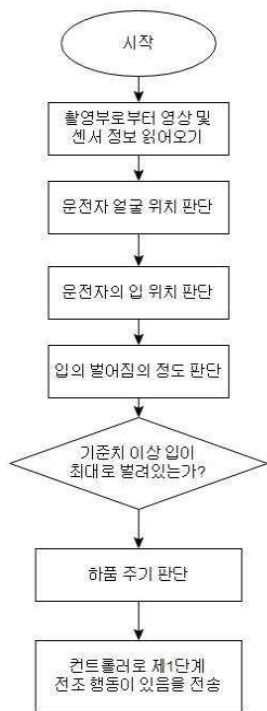 시작
촬영부로부터 영상 및
센서 정보 읽어오기
운전자 얼굴 위치 판단
운전자의 입 위치 판단
입의 벌어짐의 정도 판단
기준치 이상 입이
최대로 벌려있는가?
하품 주기 판단
컨트롤러로 제1단계
전조 행동이 있음을 전송